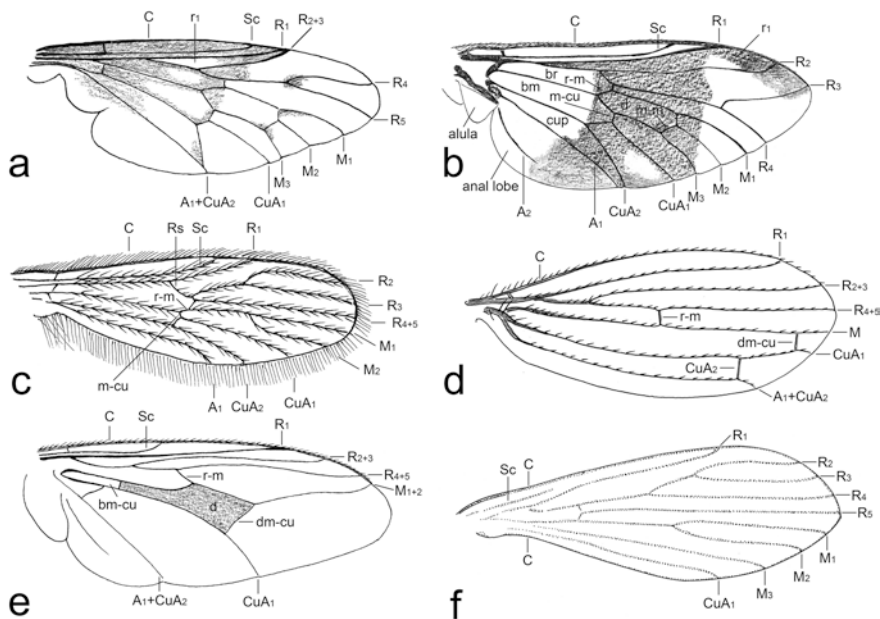 C r1 Sc R1 R2+3
R4
R5
M1
M2
M3
CuA1
A1+CuA2
a
Sc R1 r1
R2
R3
br r-m
bm
m-cu
d m-m
cup
alula
anal lobe
R4
M1
M2
M3
CuA1
CuA2
A1
A2
b
C Rs Sc R1
R2
R3
R4+5
M1
M2
r-m
m-cu
A1 CuA2 CuA1
c
C R1
R2+3
R4+5
r-m
M
dm-cu
CuA1
CuA2
A1+CuA2
d
C Sc R1
R2+3
R4+5
r-m
M1+2
bm-cu d dm-cu
A1+CuA2 CuA1
e
R1
Sc C
R2
R3
R4
R5
M1
M2
M3
C
CuA1
f